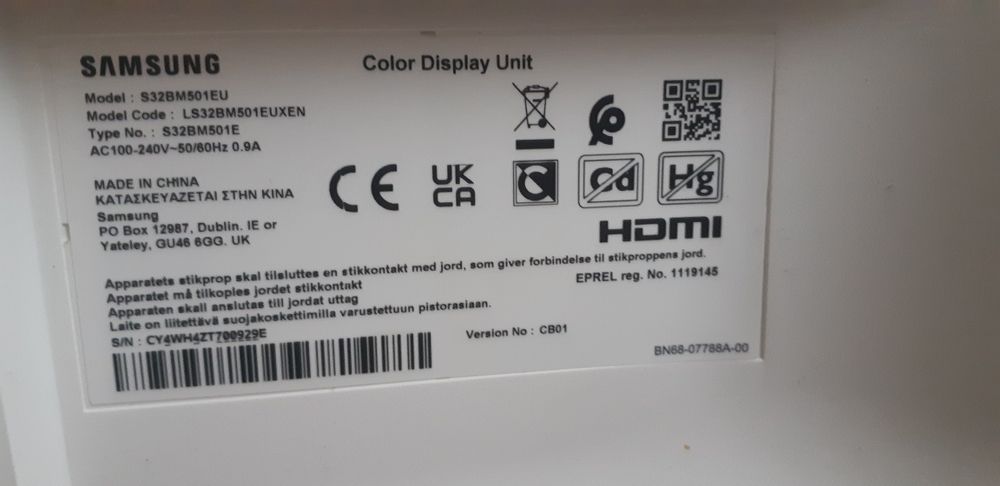 SAMSUNG
Color Display Unit
Model : S32BM501EU
Model Code : LS32BM501EUXEN
Type No. : S32BM501E
AC100-240V~50/60Hz 0.9A
MADE IN CHINA
ΚΑΤΑΣΚΕΥΑΖΕΤΑΙ ΣΤΗΝ ΚΙΝΑ
Samsung
PO Box 12987, Dublin. IE or
Yateley, GU46 6GG. UK
CE
UK
CA
C
Cd
Hg
HDMI
Apparatets stikprop skal tilsluttes en stikkontakt med jord, som giver forbindelse til stikproppens jord.
Apparatet må tilkoples jordet stikkontakt
Apparaten skall anslutas till jordat uttag
Laite on liitettävä suojakoskettimilla varustettuun pistorasiaan.
EPREL reg. No. 1119145
S/N : CY4WH4ZT700929E
Version No : CB01
BN68-07788A-00